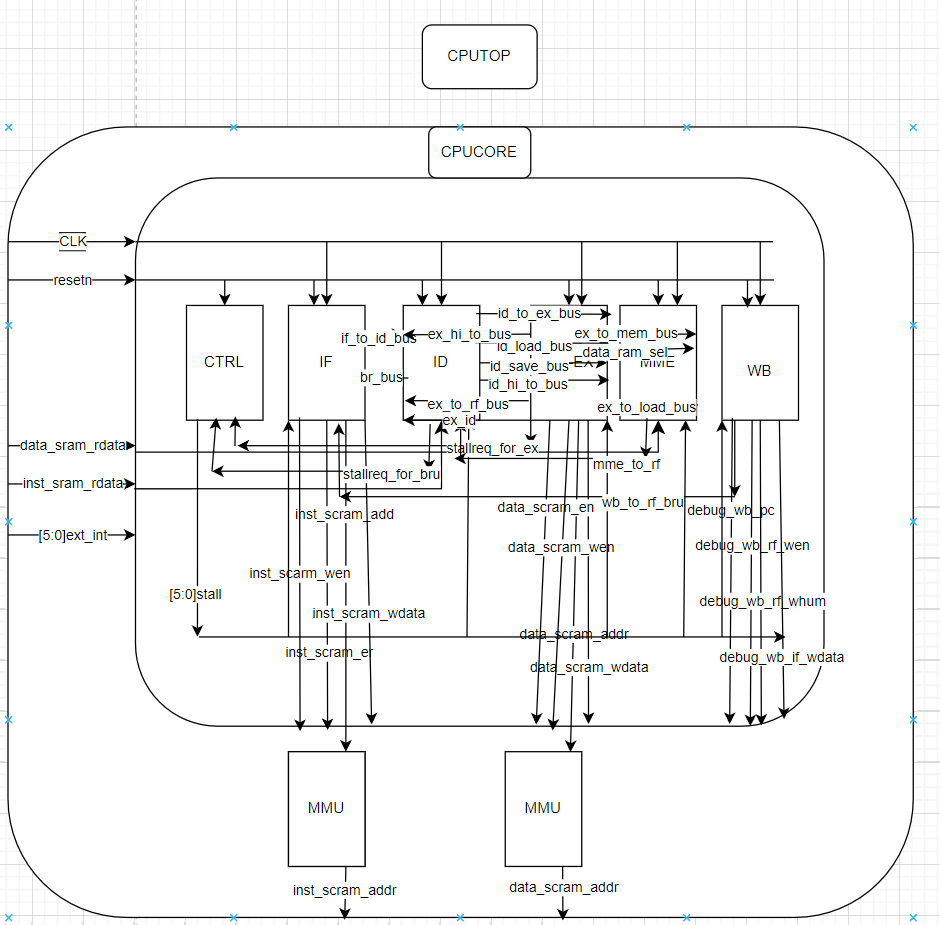 CPUTOP
CPUCORE
CLK
resetn
id_to_ex_bus
if_to_id_bus
ex_hi_to_bus
ex_to_mem_bus
id_load_bus
data_ram_sel
CTRL
IF
ID
EX
MME
WB
id_save_bus
br_bus
id_hi_to_bus
ex_to_rf_bus
ex_to_load_bus
ex_id
data_sram_rdata
stallreq_for_ex
mme_to_rf
stallreq_for_bru
inst_sram_rdata
wb_to_rf_bru
data_scram_en
debug_wb_pc
inst_scram_add
[5:0]ext_int
data_scram_wen
debug_wb_rf_wen
inst_scarm_wen
[5:0]stall
debug_wb_rf_whum
inst_scram_wdata
data_scram_addr
inst_scram_er
debug_wb_if_wdata
data_scram_wdata
MMU
MMU
inst_scram_addr
data_scram_addr